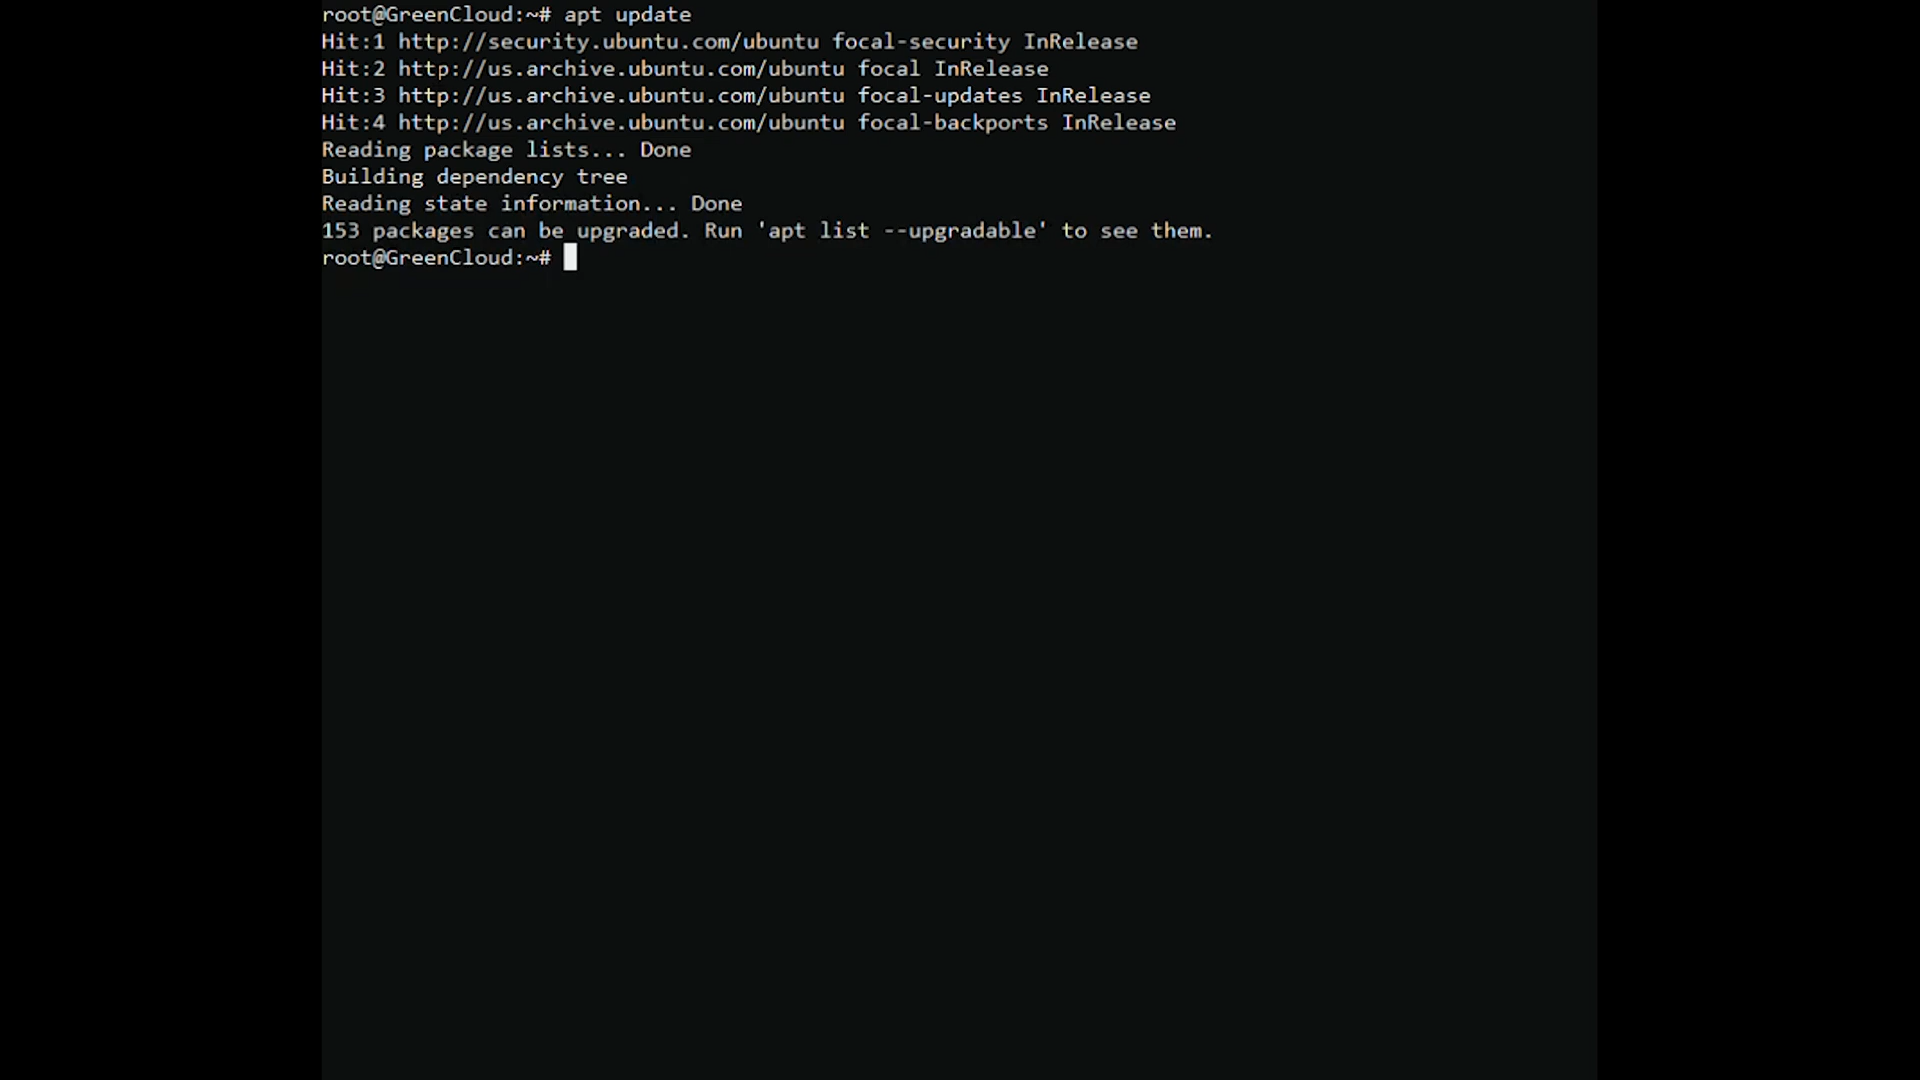 root@GreenCloud:~# apt update
Hit:1 http://security.ubuntu.com/ubuntu focal-security InRelease
Hit:2 http://us.archive.ubuntu.com/ubuntu focal InRelease
Hit:3 http://us.archive.ubuntu.com/ubuntu focal-updates InRelease
Hit:4 http://us.archive.ubuntu.com/ubuntu focal-backports InRelease
Reading package lists... Done
Building dependency tree
Reading state information... Done
153 packages can be upgraded. Run 'apt list --upgradable' to see them.
root@GreenCloud:~#